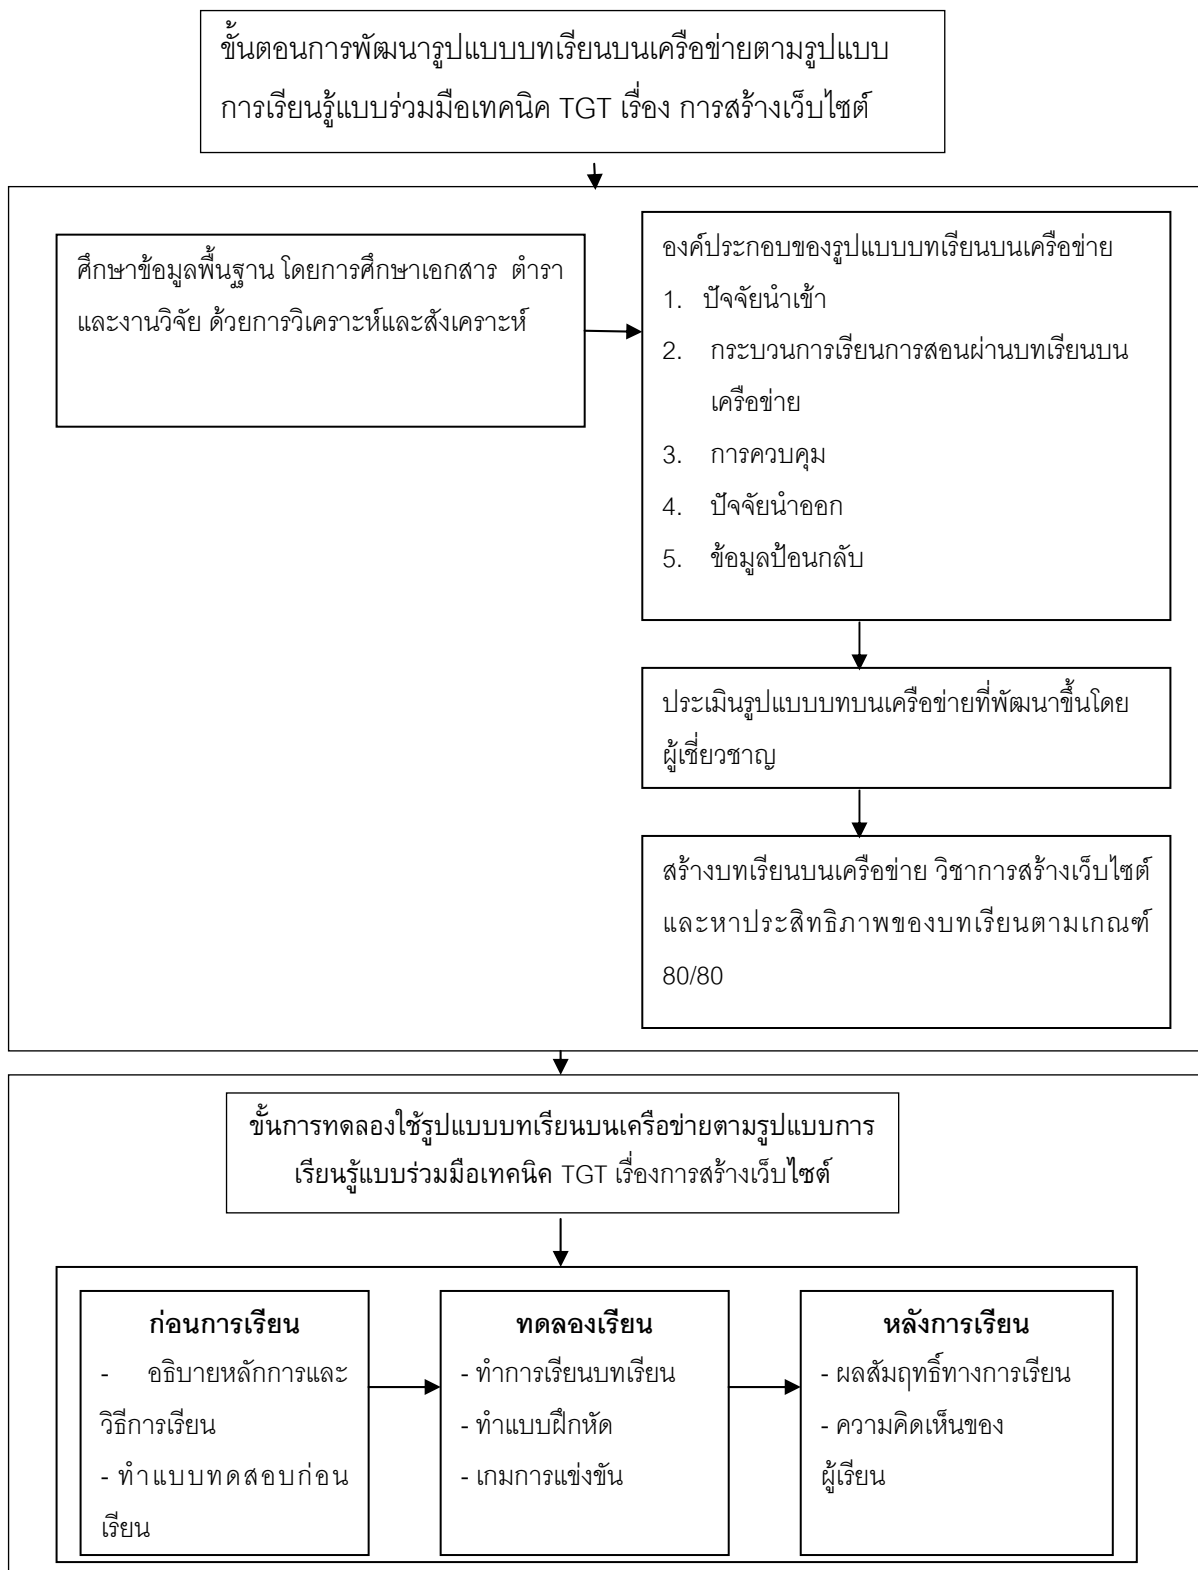 ขั้นตอนการพัฒนารูปแบบบทเรียนบนเครือข่ายตามรูปแบบ
การเรียนรู้แบบร่วมมือเทคนิค TGT เรื่อง การสร้างเว็บไซต์
ศึกษาข้อมูลพื้นฐาน โดยการศึกษาเอกสาร ตำรา
และงานวิจัย ด้วยการวิเคราะห์และสังเคราะห์
องค์ประกอบของรูปแบบบทเรียนบนเครือข่าย
1. ปัจจัยนำเข้า
2. กระบวนการเรียนการสอนผ่านบทเรียนบน
เครือข่าย
3. การควบคุม
4. ปัจจัยนำออก
5. ข้อมูลป้อนกลับ
ประเมินรูปแบบบทบนเครือข่ายที่พัฒนาขึ้นโดย
ผู้เชี่ยวชาญ
สร้างบทเรียนบนเครือข่าย วิชาการสร้างเว็บไซต์
และหาประสิทธิภาพของบทเรียนตามเกณฑ์
80/80
ขั้นการทดลองใช้รูปแบบบทเรียนบนเครือข่ายตามรูปแบบการ
เรียนรู้แบบร่วมมือเทคนิค TGT เรื่องการสร้างเว็บไซต์
ก่อนการเรียน
- อธิบายหลักการและ
วิธีการเรียน
- ทำแบบทดสอบก่อน
เรียน
ทดลองเรียน
- ทำการเรียนบทเรียน
- ทำแบบฝึกหัด
- เกมการแข่งขัน
หลังการเรียน
- ผลสัมฤทธิ์ทางการเรียน
- ความคิดเห็นของ
ผู้เรียน